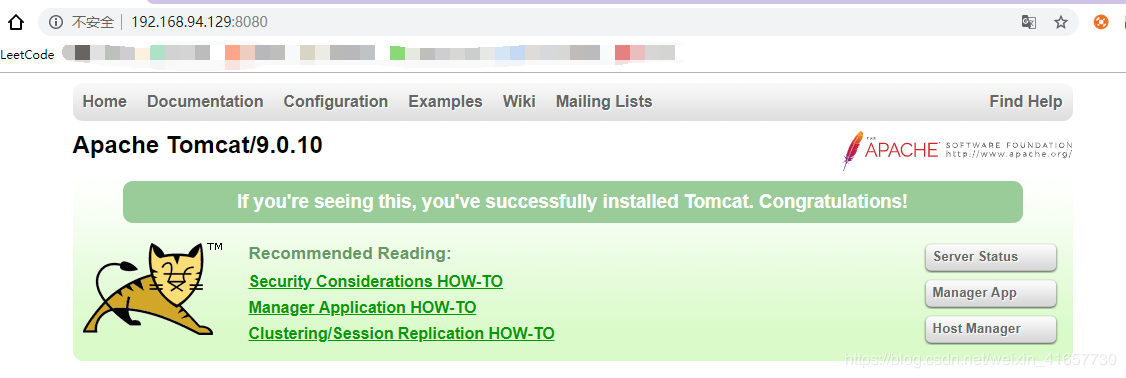 不安全 192.168.94.129:8080
LeetCode
Home Documentation Configuration Examples Wiki Mailing Lists Find Help
Apache Tomcat/9.0.10
THE APACHE SOFTWARE FOUNDATION
http://www.apache.org/
If you're seeing this, you've successfully installed Tomcat. Congratulations!
TM
Recommended Reading:
Security Considerations HOW-TO
Manager Application HOW-TO
Clustering/Session Replication HOW-TO
Server Status
Manager App
Host Manager
https://blog.csdn.net/weixin_41657730